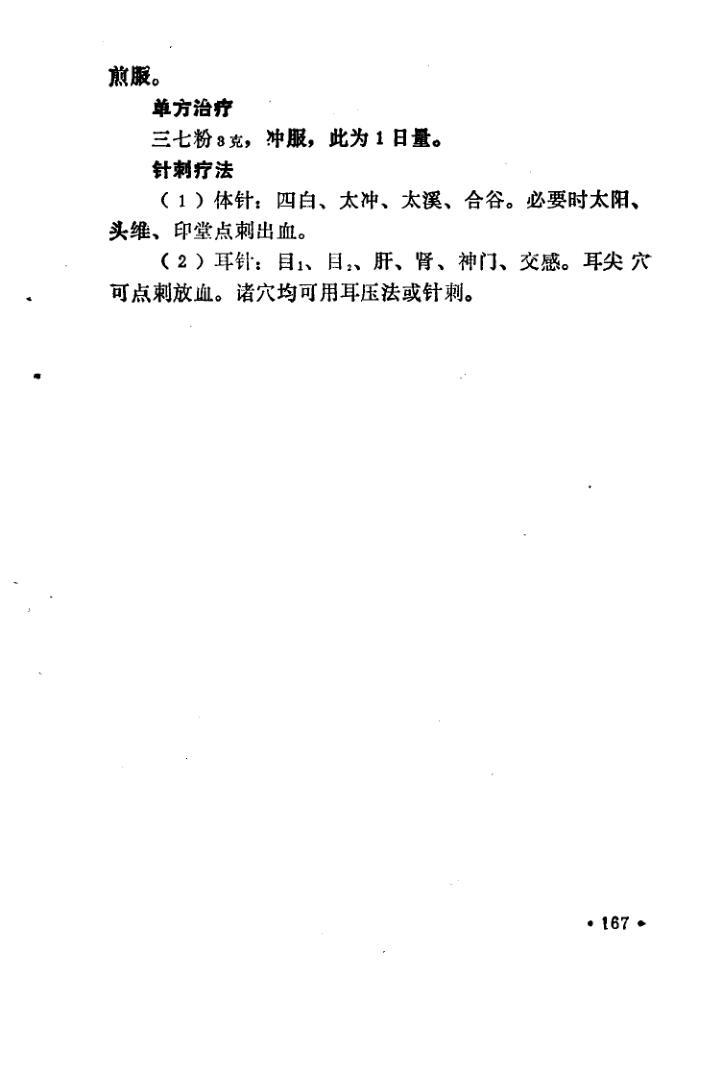 煎服。
单方治疗
三七粉3克，冲服，此为1日量。
针刺疗法
（1）体针：四白、太冲、太溪、合谷。必要时太阳、
头维、印堂点刺出血。
（2）耳针：目₁、目₂、肝、肾、神门、交感。耳尖穴
可点刺放血。诸穴均可用耳压法或针刺。
•167•